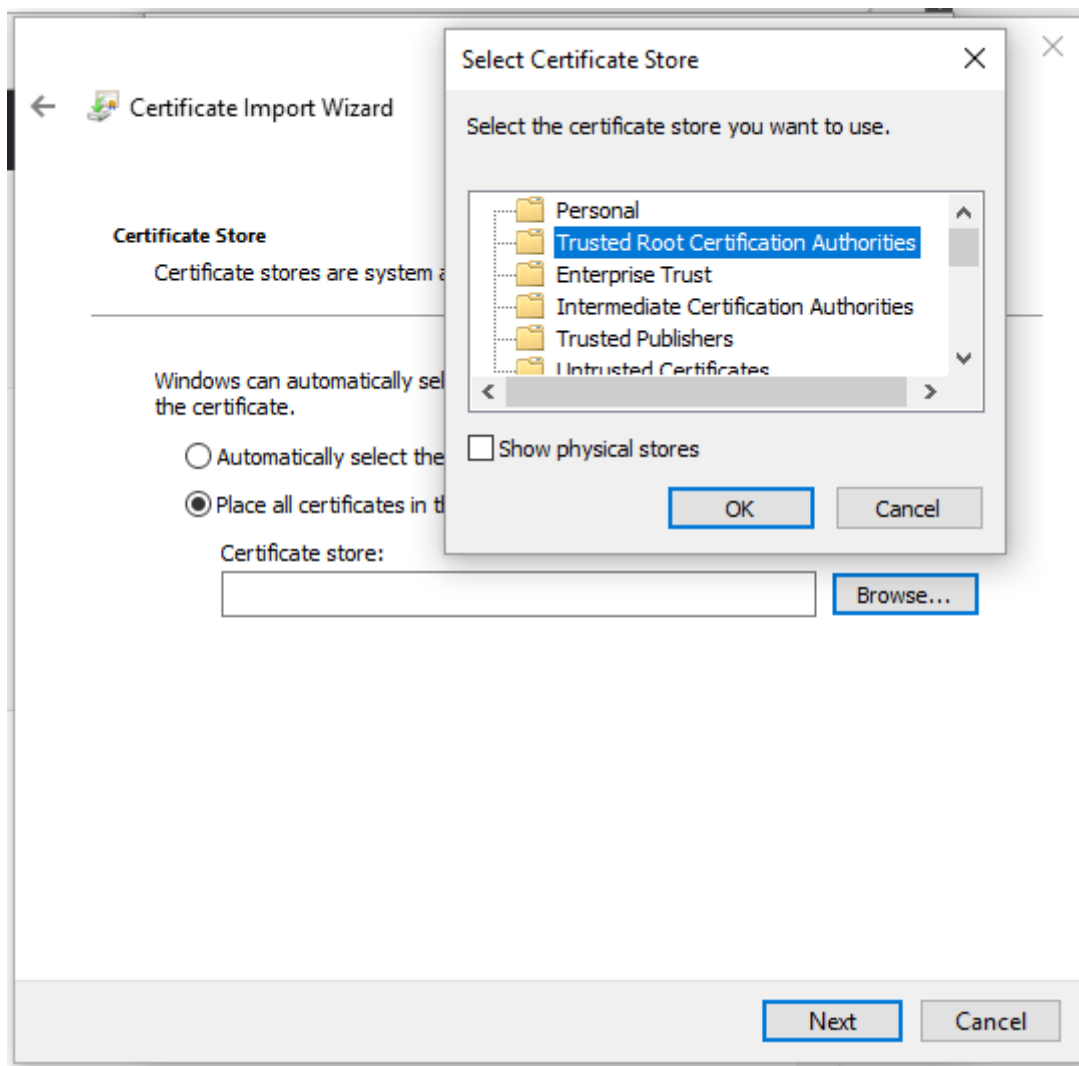 Select Certificate Store
Certificate Import Wizard
Select the certificate store you want to use.
Personal
Trusted Root Certification Authorities
Enterprise Trust
Intermediate Certification Authorities
Trusted Publishers
Untrusted Certificates
Show physical stores
OK Cancel
Certificate Store
Certificate stores are system
Windows can automatically
the certificate.
Automatically select the
Place all certificates in
Certificate store:
Browse...
Next Cancel